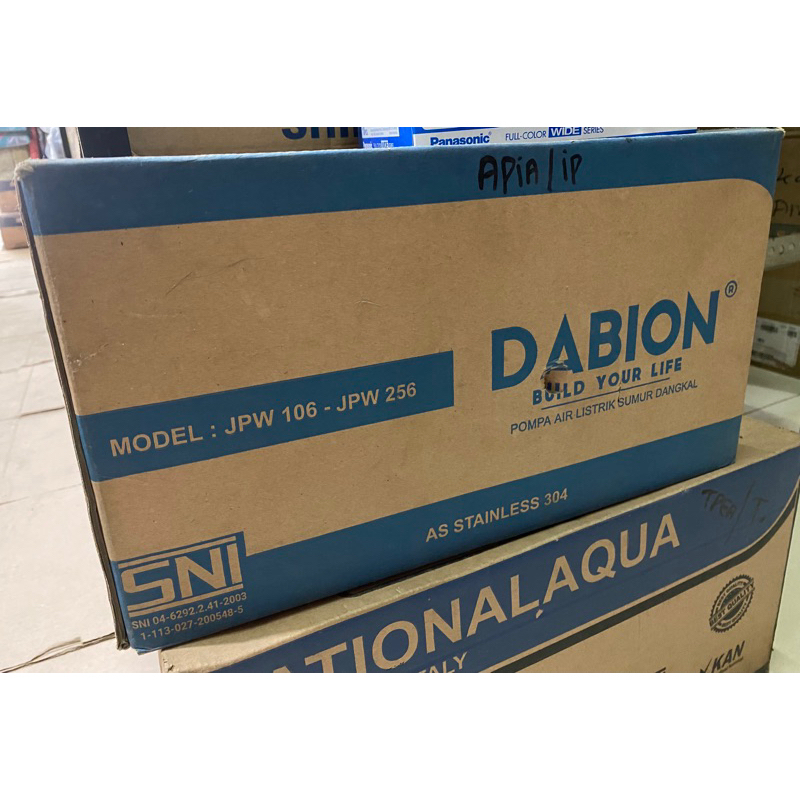 Panasonic
FULL-COLOR WIDE SERIES
APiA/iP
DABION®
BUILD YOUR LIFE
POMPA AIR LISTRIK SUMUR DANGKAL
MODEL : JPW 106 - JPW 256
AS STAINLESS 304
SNI
SNI 04-6292.2.41-2003
1-113-027-200548-5
ATIONALAQUA
ALY
QUALITY
KAN